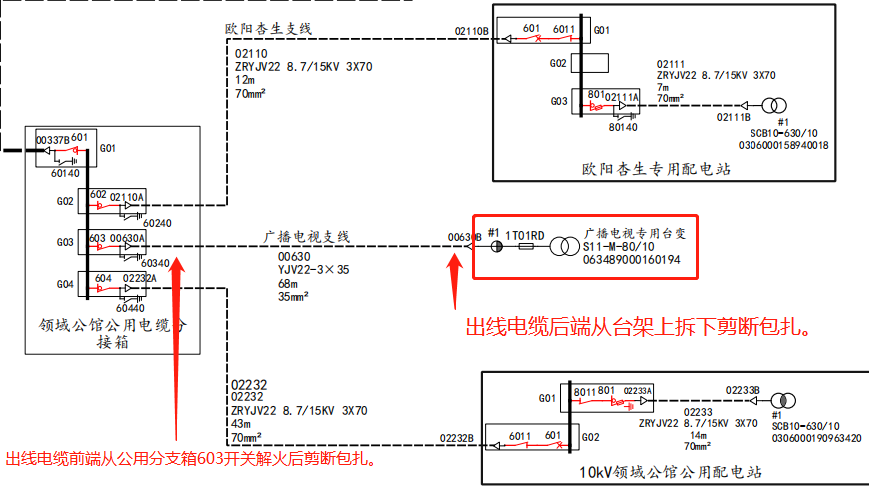 欧阳杏生支线
02110
ZRYJV22 8.7/15KV 3X70
12m
70mm²
02110B
601
6011
G01
G02
G03
801
02111A
80140
02111
ZRYJV22 8.7/15KV 3X70
7m
70mm²
02111B
#1
SCB10-630/10
0306000158940018
欧阳杏生专用配电站
00337B
601
G01
60140
G02
602
02110A
60240
G03
603
00630A
60340
G04
604
02232A
60440
领域公馆公用电缆分
接箱
广播电视支线
00630
YJV22-3×35
68m
35mm²
00630B
#1
1T01RD
广播电视专用台变
S11-M-80/10
063489000160194
出线电缆后端从台架上拆下剪断包扎。
02232
02232
ZRYJV22 8.7/15KV 3X70
43m
70mm²
02232B
G01
8011
801
02233A
6011
601
G02
02233
ZRYJV22 8.7/15KV 3X70
14m
70mm²
02233B
#1
SCB10-630/10
0306000190963420
10kV领域公馆公用配电站
出线电缆前端从公用分支箱603开关解火后剪断包扎。